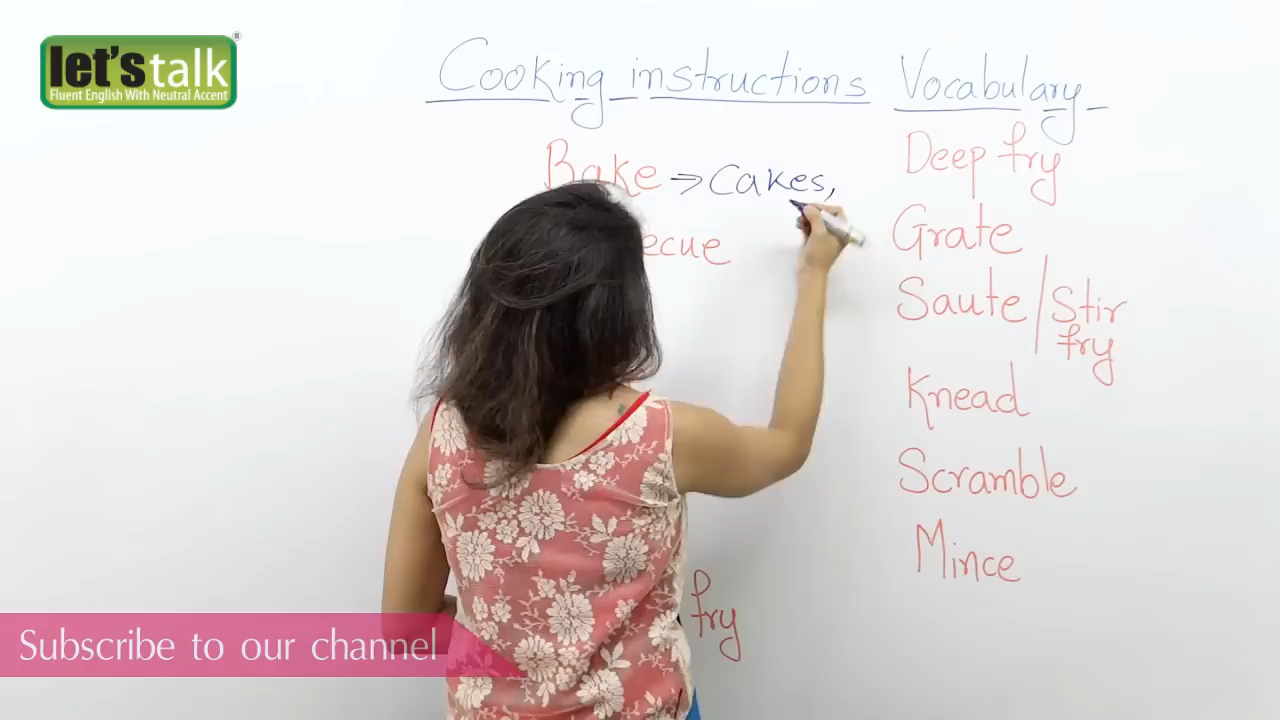 let's talk
Fluent English With Neutral Accent
Cooking instructions Vocabulary
Bake → Cakes,
ecue
fry
Deep fry
Grate
Saute / Stir
fry
Knead
Scramble
Mince
Subscribe to our channel